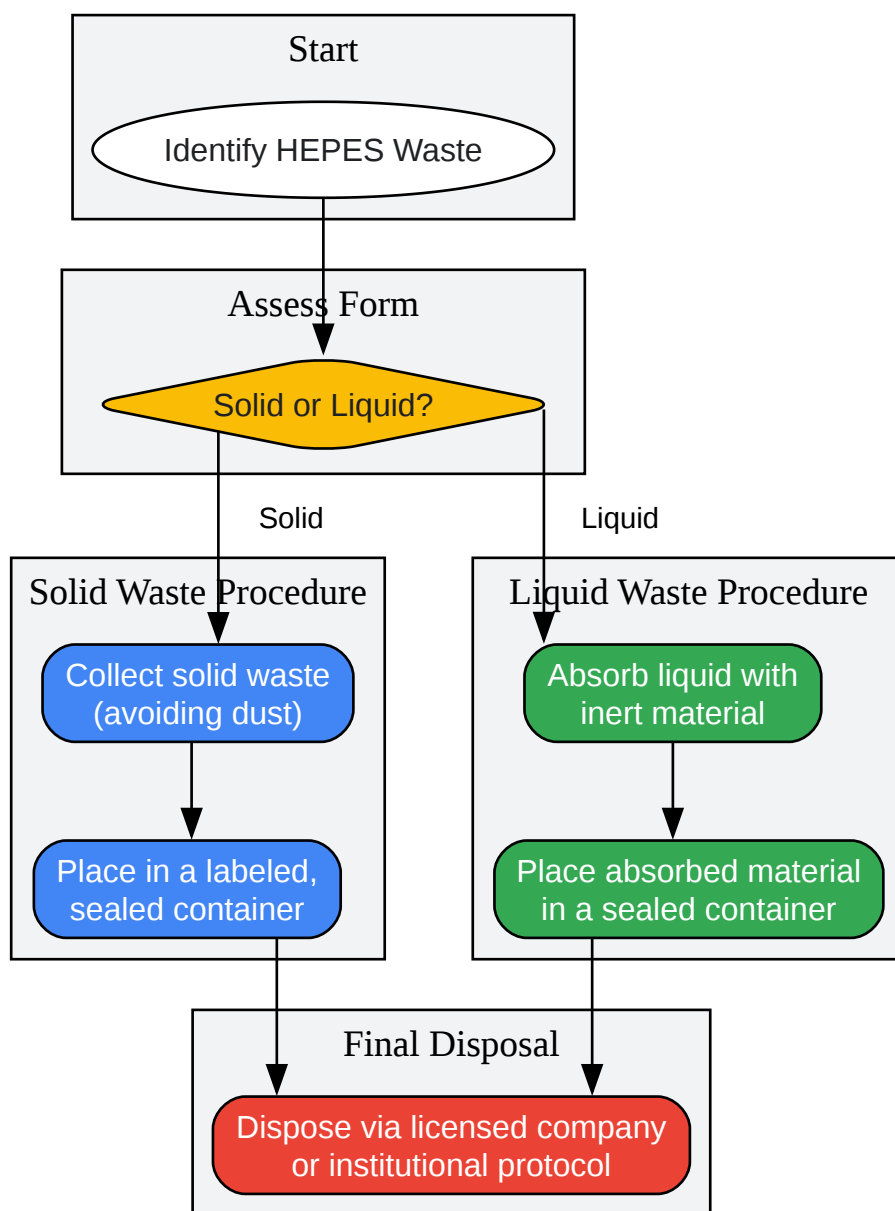 Start
Identify HEPES Waste
Assess Form
Solid or Liquid?
Solid
Liquid
Solid Waste Procedure
Collect solid waste
(avoiding dust)
Place in a labeled,
sealed container
Liquid Waste Procedure
Absorb liquid with
inert material
Place absorbed material
in a sealed container
Final Disposal
Dispose via licensed company
or institutional protocol